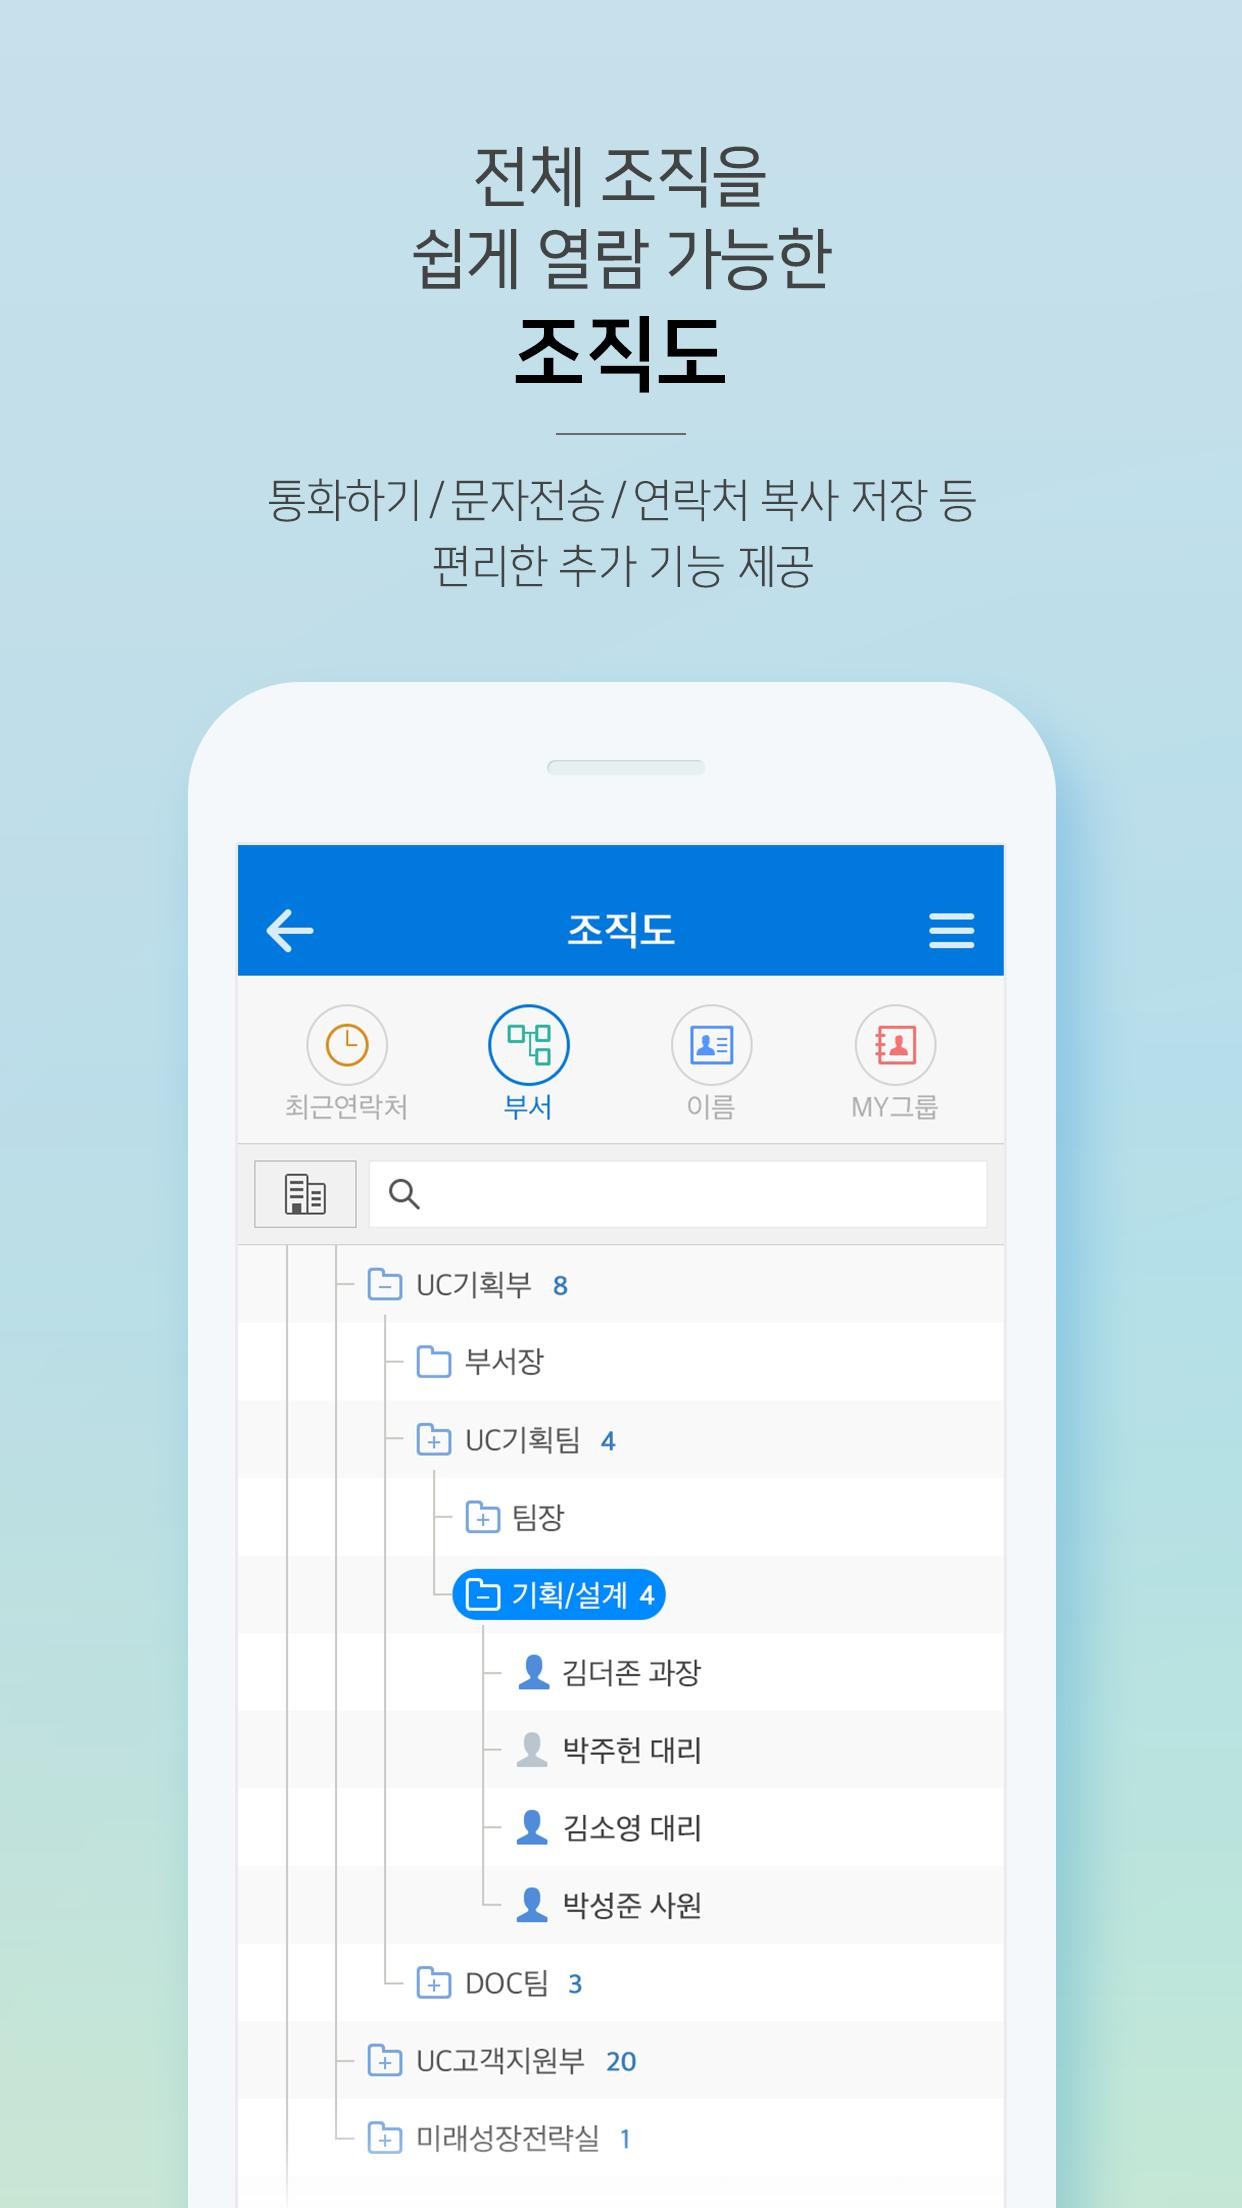 전체 조직을
쉽게 열람 가능한
조직도
통화하기/문자전송/연락처 복사 저장 등
편리한 추가 기능 제공
조직도
최근연락처 부서 이름 MY그룹
UC기획부 8
부서장
UC기획팀 4
팀장
기획/설계 4
김더존 과장
박주헌 대리
김소영 대리
박성준 사원
DOC팀 3
UC고객지원부 20
미래성장전략실 1